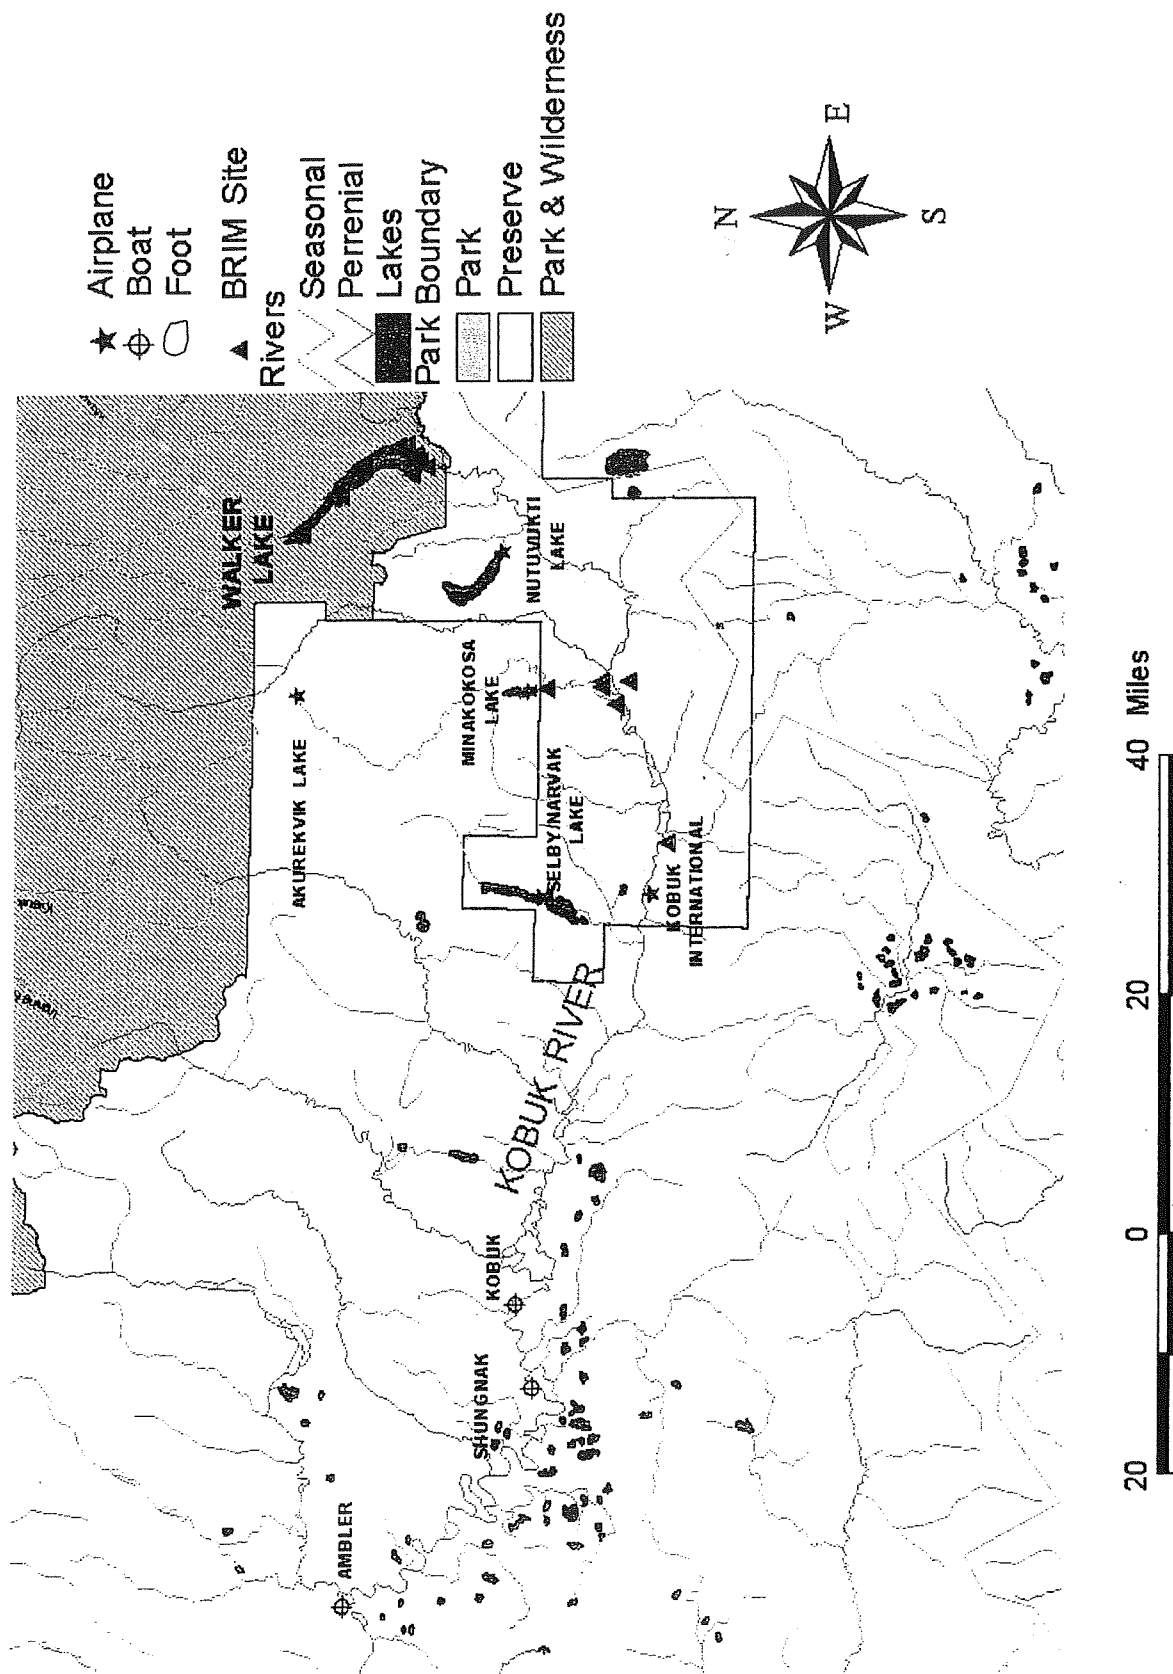 Airplane
Boat
Foot
BRIM Site
Rivers
Seasonal
Perrenial
Lakes
Park Boundary
Park
Preserve
Park & Wilderness
N
W
E
S
WALKER
LAKE
NUTUVUKTI
LAKE
AKUREKVIK LAKE
MINAKOKOSA
LAKE
SELBY/NARVAK
LAKE
KOBUK
INTERNATIONAL
KOBUK RIVER
KOBUK
SHUNGNAK
AMBLER
20 0 20 40 Miles